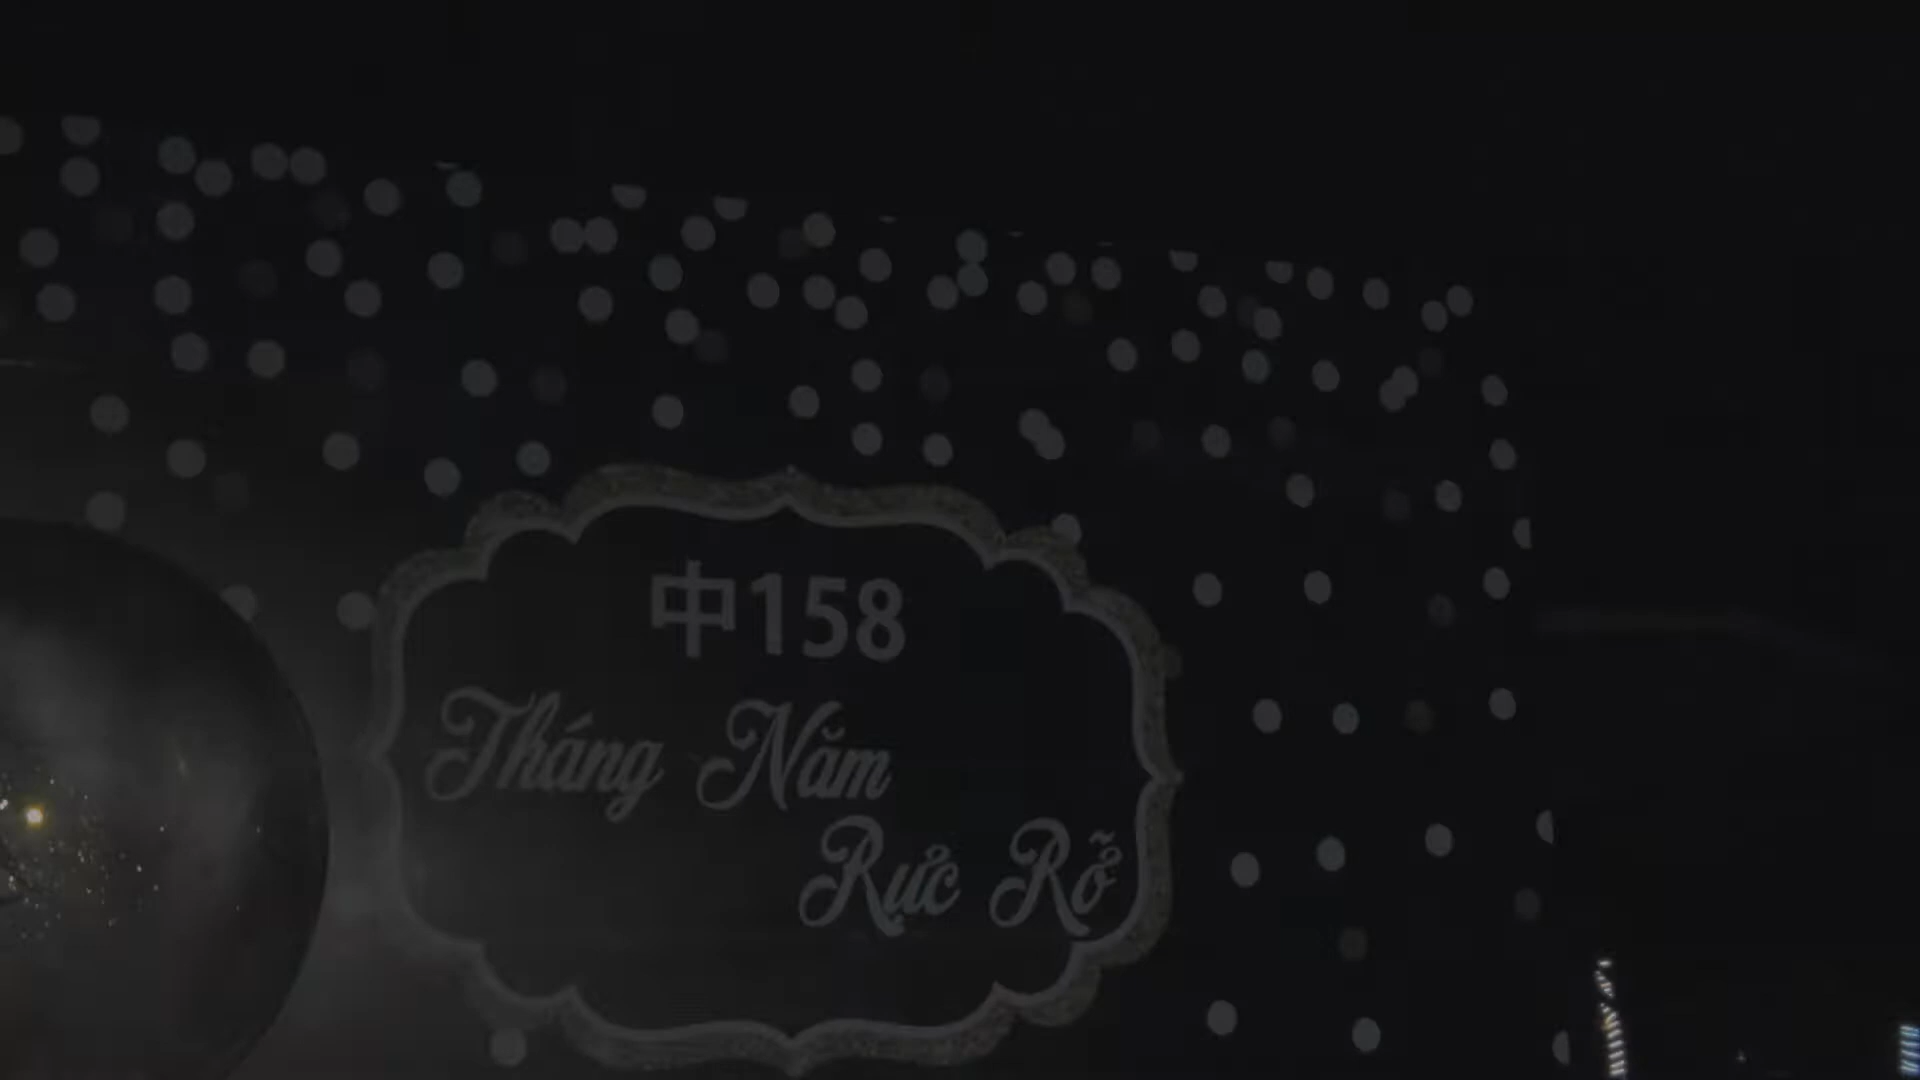 中158
Tháng Năm
Rực Rỡ